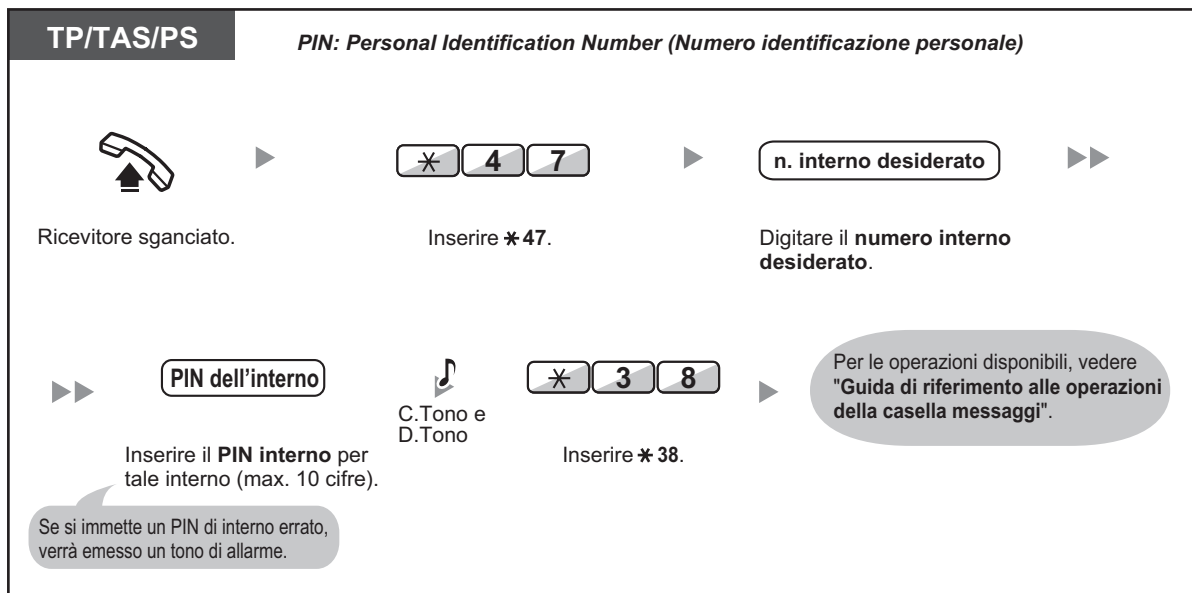 TP/TAS/PS
PIN: Personal Identification Number (Numero identificazione personale)
✳ 4 7
n. interno desiderato
Ricevitore sganciato.
Inserire ✳47.
Digitare il numero interno
desiderato.
PIN dell'interno
C.Tono e
D.Tono
✳ 3 8
Per le operazioni disponibili, vedere
"Guida di riferimento alle operazioni
della casella messaggi".
Inserire il PIN interno per
tale interno (max. 10 cifre).
Inserire ✳38.
Se si immette un PIN di interno errato,
verrà emesso un tono di allarme.